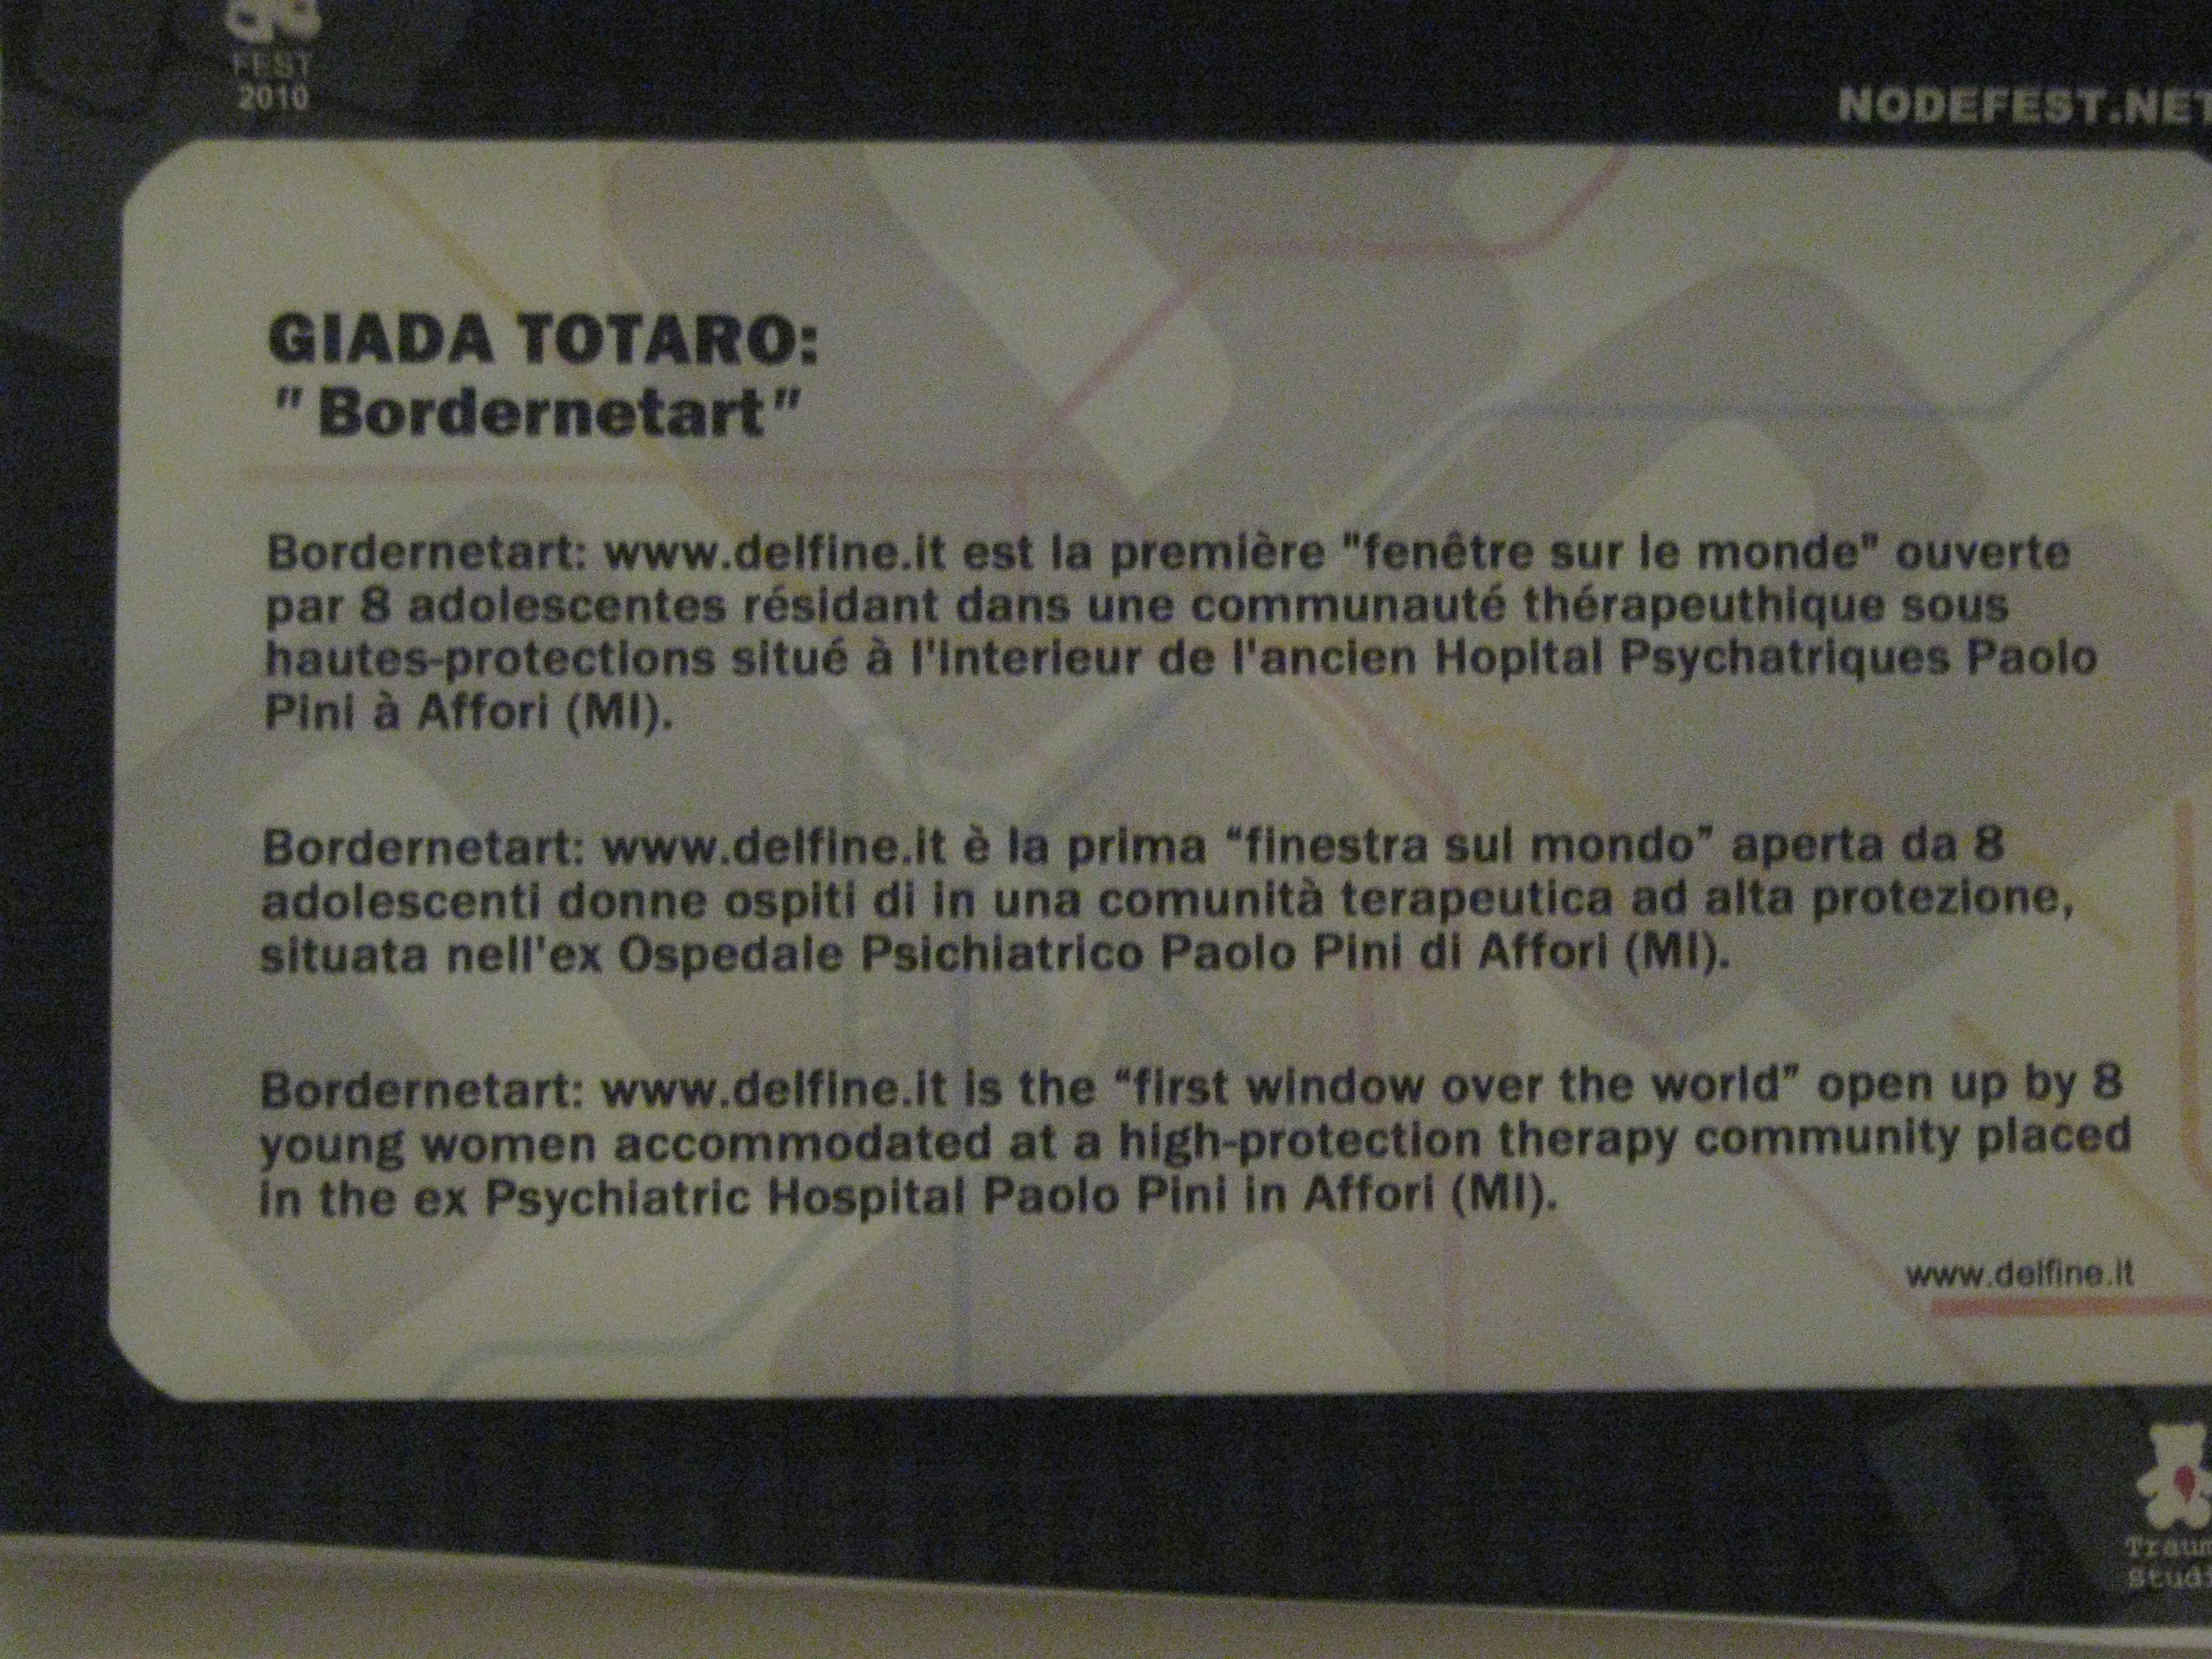 FEST
2010
NODEFEST.NET
GIADA TOTARO:
"Bordernetart"
Bordernetart: www.delfine.it est la première "fenêtre sur le monde" ouverte
par 8 adolescentes résidant dans une communauté thérapeuthique sous
hautes-protections situé à l'interieur de l'ancien Hopital Psychatriques Paolo
Pini à Affori (MI).
Bordernetart: www.delfine.it è la prima “finestra sul mondo” aperta da 8
adolescenti donne ospiti di in una comunità terapeutica ad alta protezione,
situata nell'ex Ospedale Psichiatrico Paolo Pini di Affori (MI).
Bordernetart: www.delfine.it is the “first window over the world” open up by 8
young women accommodated at a high-protection therapy community placed
in the ex Psychiatric Hospital Paolo Pini in Affori (MI).
www.delfine.it